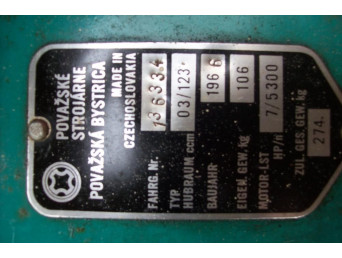 POVAŽSKÉ
STROJÁRNE
POVAŽSKÁ BYSTRICA
MADE IN
CZECHOSLOVAKIA
FAHRG. Nr. 136334
TYP
HUBRAUM ccm 03/123
BAUJAHR 1966
EIGEN. GEW. kg 106
MOTOR-LST
HP/n 7/5300
ZUL. GES. GEW. kg 274.